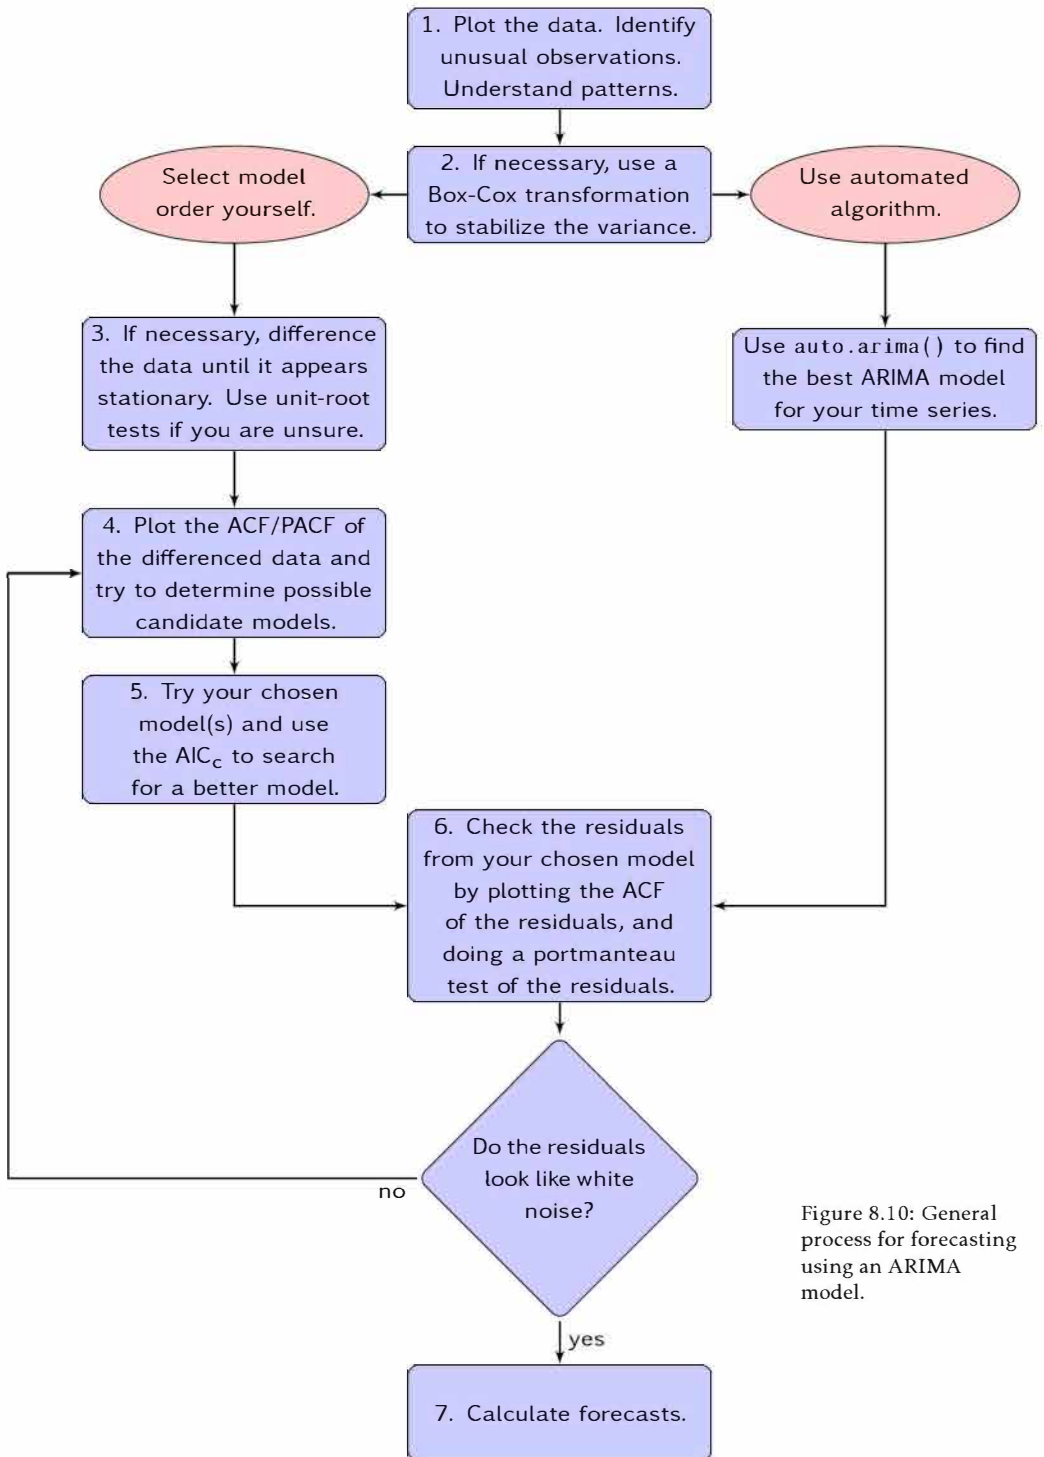 1. Plot the data. Identify
unusual observations.
Understand patterns.
Select model
order yourself.
2. If necessary, use a
Box-Cox transformation
to stabilize the variance.
Use automated
algorithm.
3. If necessary, difference
the data until it appears
stationary. Use unit-root
tests if you are unsure.
Use auto.arima() to find
the best ARIMA model
for your time series.
4. Plot the ACF/PACF of
the differenced data and
try to determine possible
candidate models.
5. Try your chosen
model(s) and use
the AICc to search
for a better model.
6. Check the residuals
from your chosen model
by plotting the ACF
of the residuals, and
doing a portmanteau
test of the residuals.
Do the residuals
look like white
noise?
no
yes
7. Calculate forecasts.
Figure 8.10: General
process for forecasting
using an ARIMA
model.